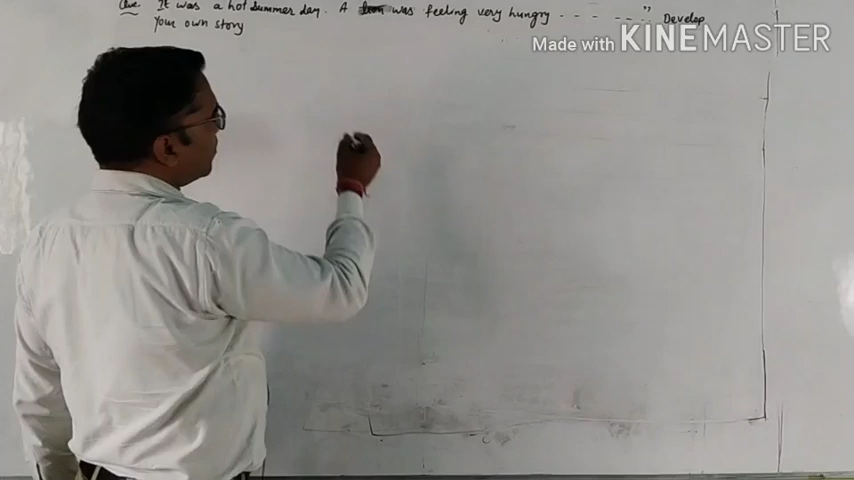 Que. It was a hot summer day. A lion was feeling very hungry - - - - - - -" Develop
Your own story
Made with KINEMASTER